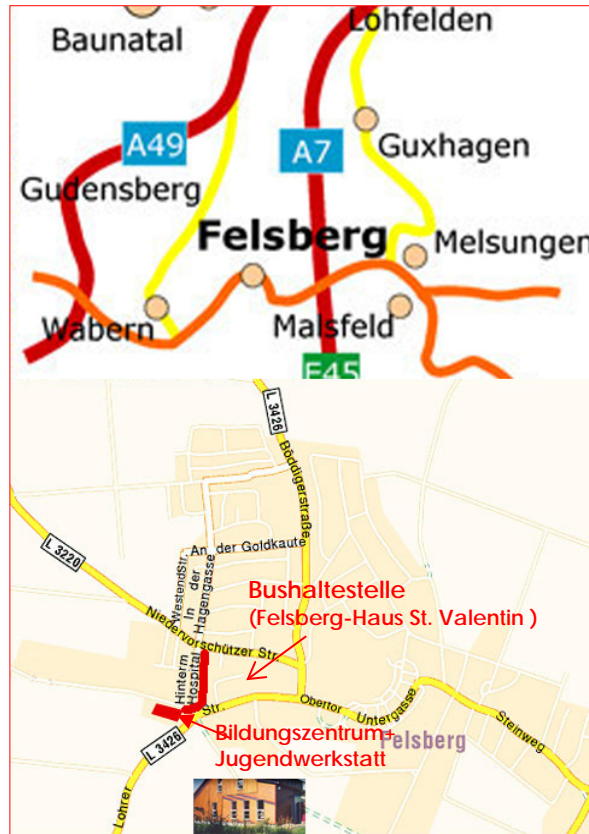 Baunatal
Lohfelden
A49
A7
Guxhagen
Gudensberg
Felsberg
Melsungen
Wabern
Malsfeld
E45
L 3426
Böddigerstraße
L 3220
An der Goldkaute
Westendstr.
In der
Hagengasse
Bushaltestelle
(Felsberg-Haus St. Valentin )
Niedervorschützer Str.
Hinterm
Hospital
Str.
Obertor
Untergasse
Steinweg
Felsberg
Bildungszentrum+
Jugendwerkstatt
L 3426
Lohrer